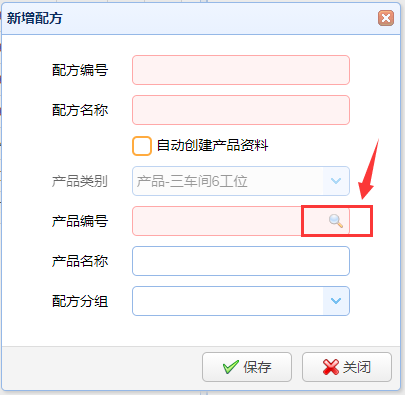 新增配方
配方编号
配方名称
自动创建产品资料
产品类别 产品-三车间6工位
产品编号
产品名称
配方分组
保存 关闭